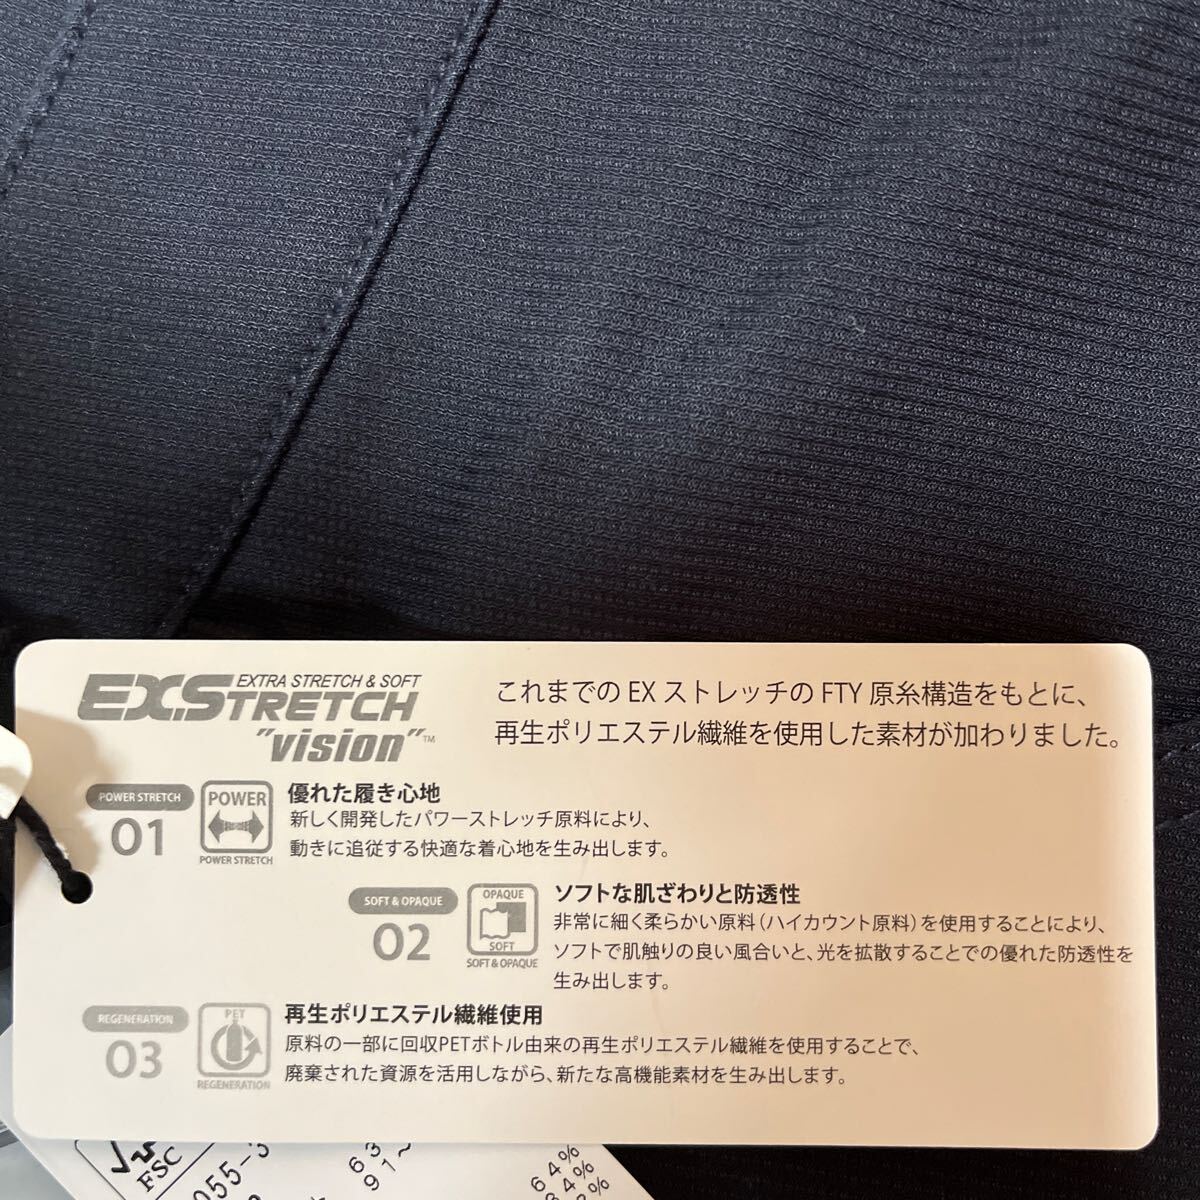 EXTRA STRETCH & SOFT
EX.STRETCH
"vision"™
これまでの EX ストレッチの FTY 原糸構造をもとに、
再生ポリエステル繊維を使用した素材が加わりました。
POWER STRETCH
01
POWER
POWER STRETCH
優れた履き心地
新しく開発したパワーストレッチ原料により、
動きに追従する快適な着心地を生み出します。
SOFT & OPAQUE
02
OPAQUE
SOFT
SOFT & OPAQUE
ソフトな肌ざわりと防透性
非常に細く柔らかい原料（ハイカウント原料）を使用することにより、
ソフトで肌触りの良い風合いと、光を拡散することでの優れた防透性を
生み出します。
REGENERATION
03
PET
REGENERATION
再生ポリエステル繊維使用
原料の一部に回収PETボトル由来の再生ポリエステル繊維を使用することで、
廃棄された資源を活用しながら、新たな高機能素材を生み出します。
FSC
055-3
63
91~
64%
34%